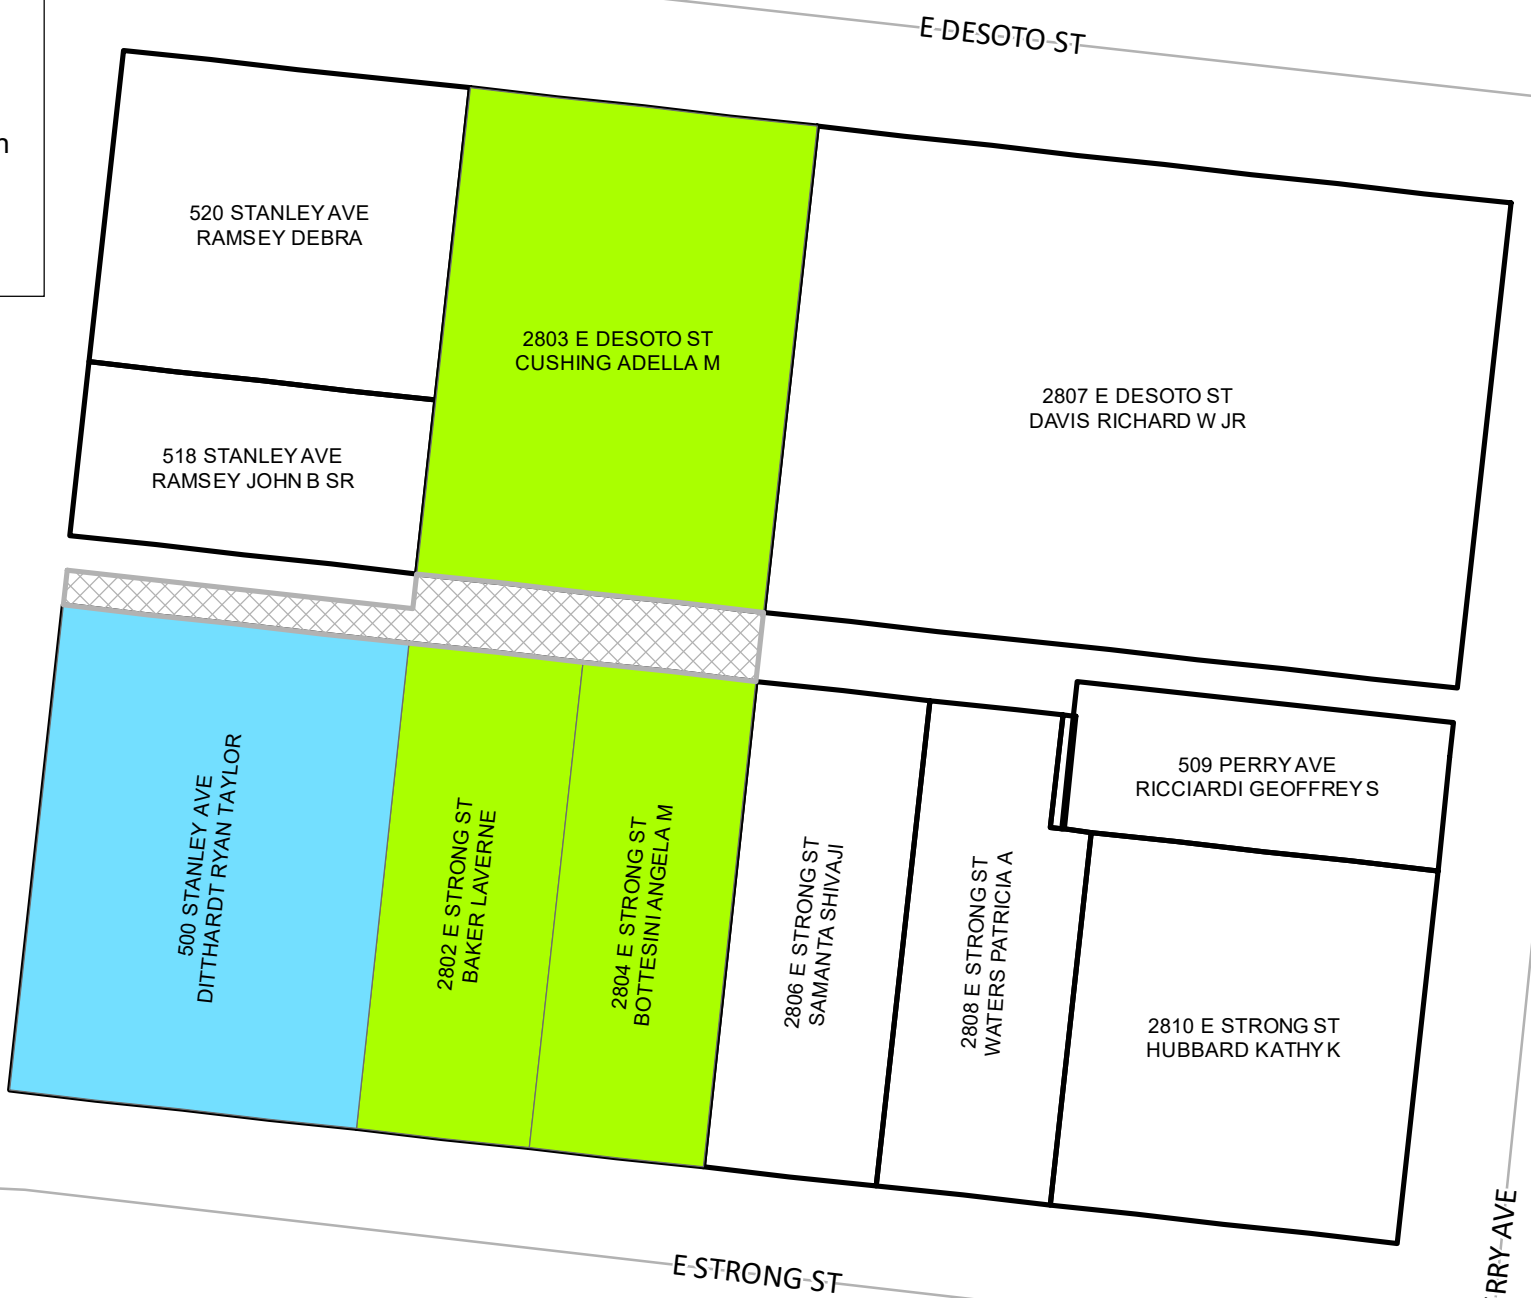 E DESOTO ST
520 STANLEY AVE
RAMSEY DEBRA
2803 E DESOTO ST
CUSHING ADELLA M
2807 E DESOTO ST
DAVIS RICHARD W JR
518 STANLEY AVE
RAMSEY JOHN B SR
500 STANLEY AVE
DITTHARDT RYAN TAYLOR
2802 E STRONG ST
BAKER LAVERNE
2804 E STRONG ST
BOTTESINI ANGELA M
2806 E STRONG ST
SAMANTA SHIVAJI
2808 E STRONG ST
WATERS PATRICIA A
509 PERRY AVE
RICCIARDI GEOFFREY S
2810 E STRONG ST
HUBBARD KATHY K
E STRONG ST
RRY AVE